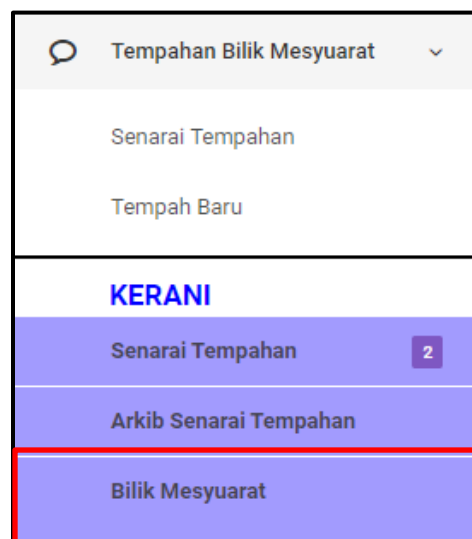 Tempahan Bilik Mesyuarat
Senarai Tempahan
Tempah Baru
KERANI
Senarai Tempahan 2
Arkib Senarai Tempahan
Bilik Mesyuarat